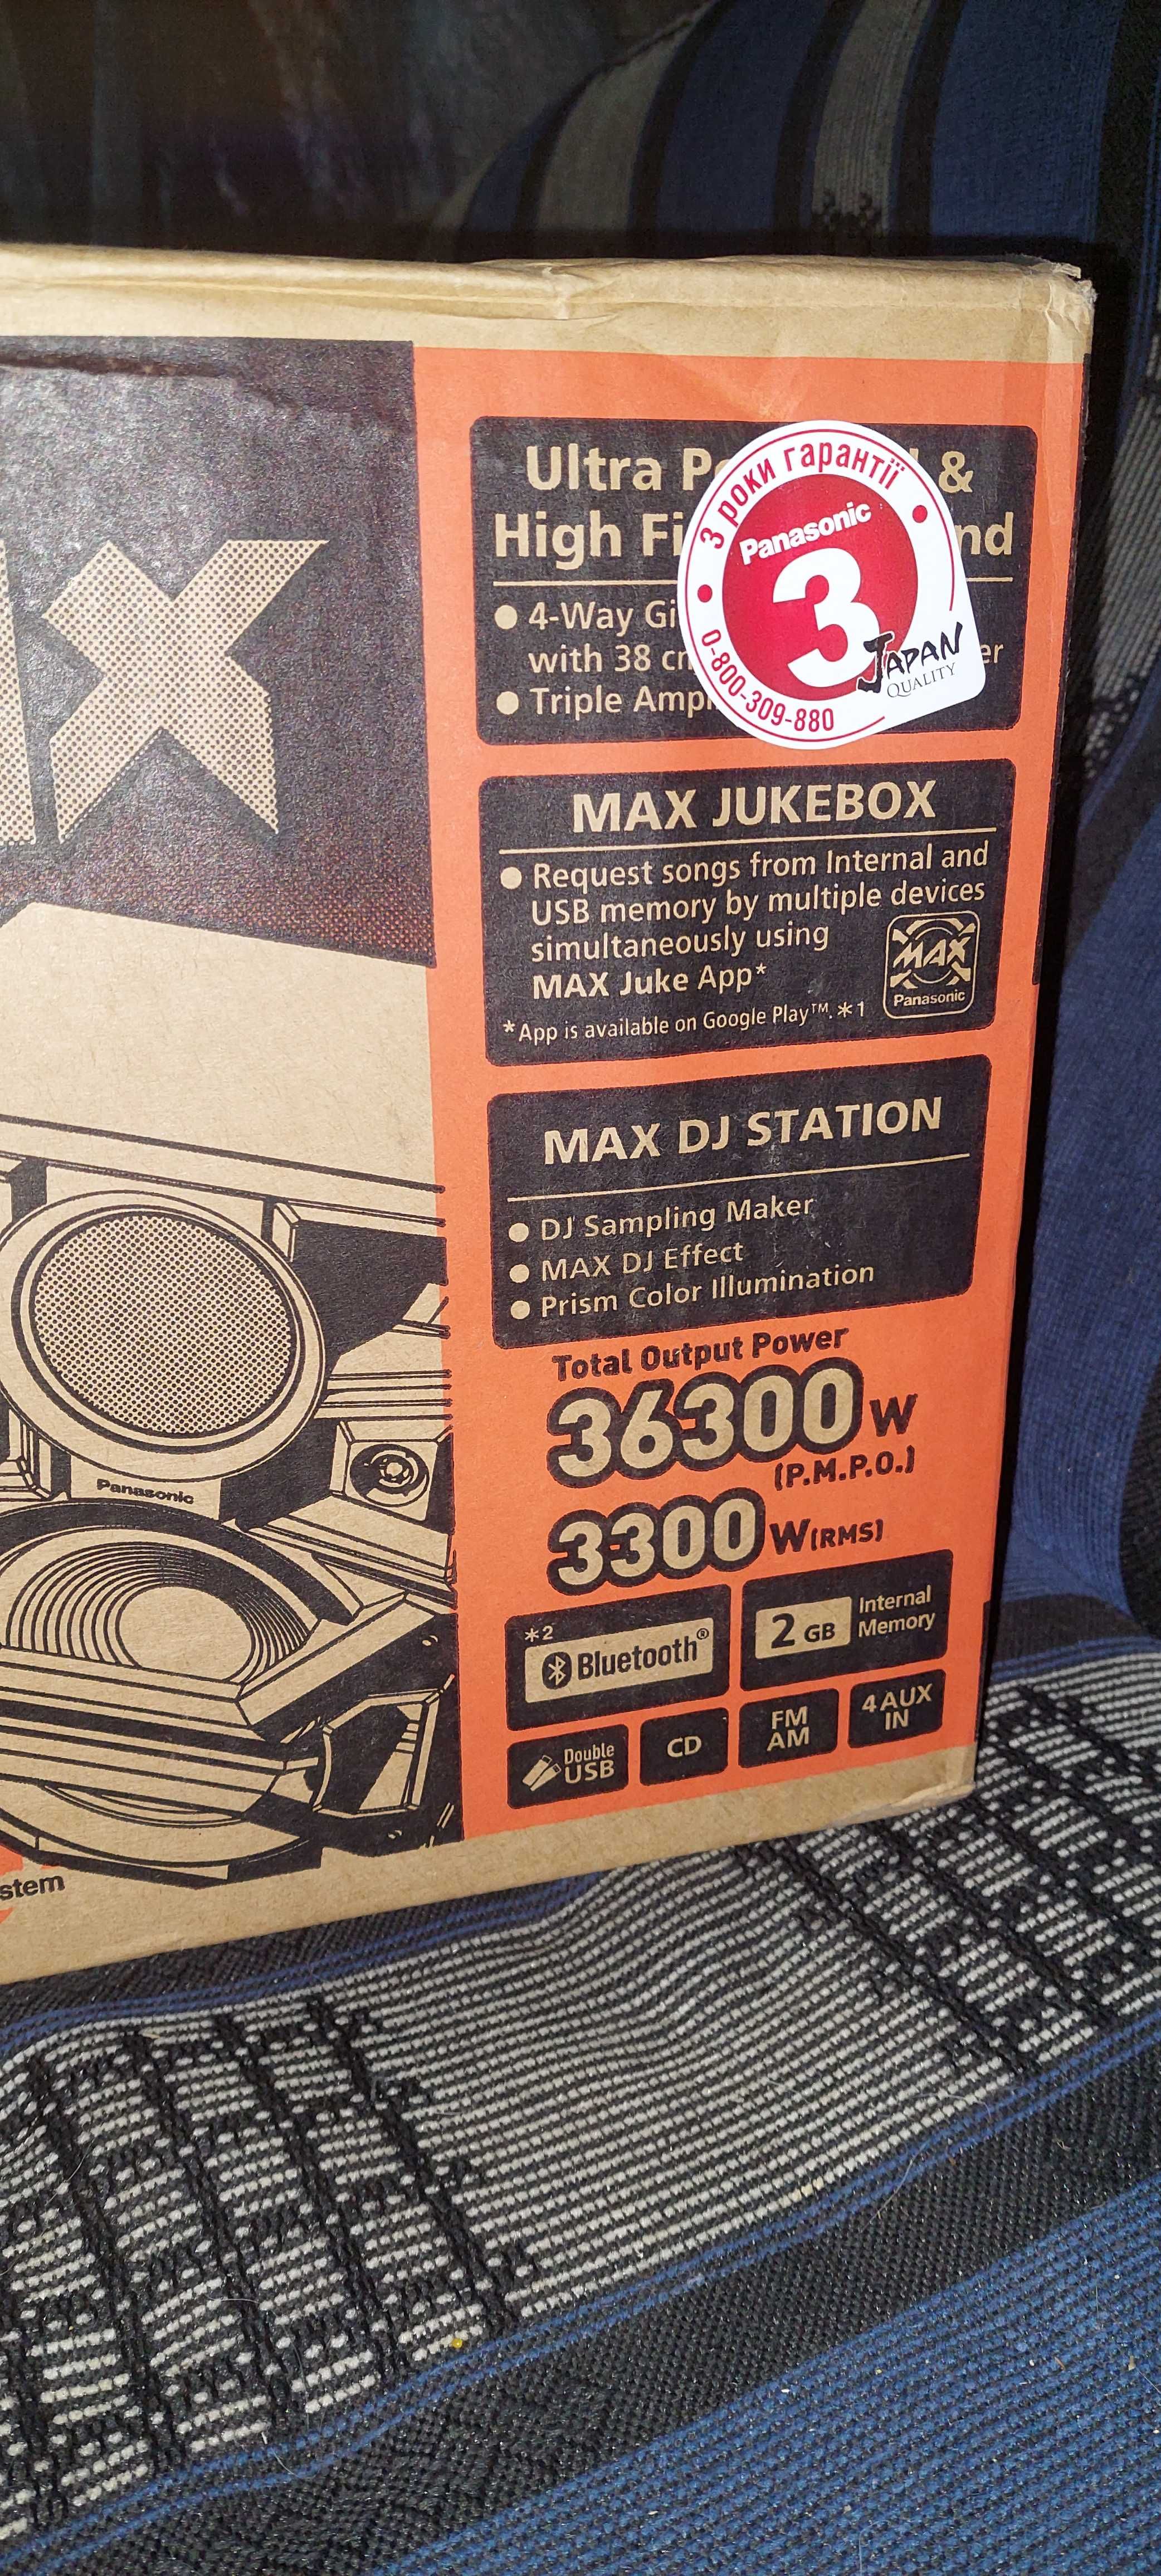 AX
Ultra P &
High Fi nd
● 4-Way Gi
with 38 cm er
● Triple Ampl
3 роки гарантії
Panasonic
3
JAPAN
QUALITY
0-800-309-880
MAX JUKEBOX
● Request songs from Internal and
USB memory by multiple devices
simultaneously using
MAX Juke App*
MAX
Panasonic
*App is available on Google Play™. *1
MAX DJ STATION
● DJ Sampling Maker
● MAX DJ Effect
● Prism Color Illumination
Total Output Power
36300 W
(P.M.P.O.)
3300 W(RMS)
*2
Bluetooth®
2 GB Internal
Memory
Double
USB
CD
FM
AM
4 AUX
IN
Panasonic
stem